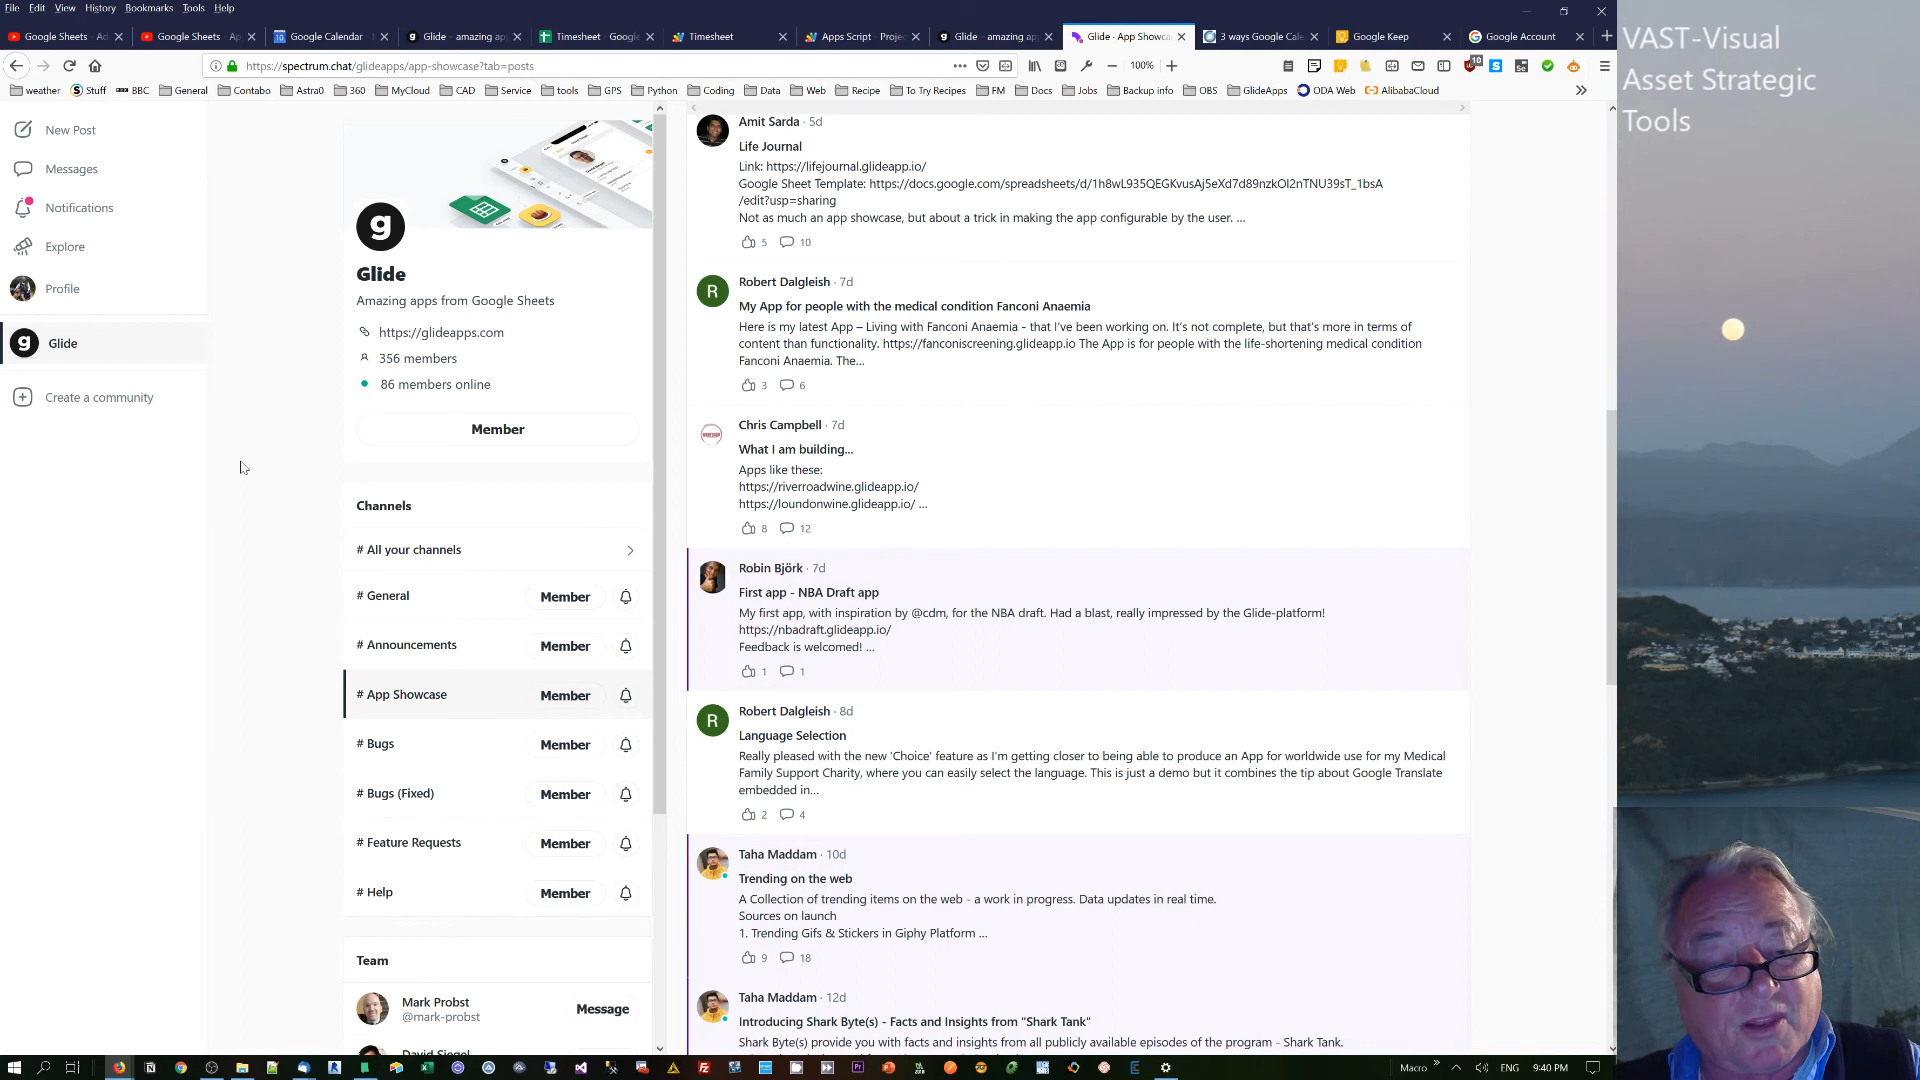 File Edit View History Bookmarks Tools Help
Google Sheets - Ad
Google Sheets - Ap
Google Calendar
Glide - amazing app
Timesheet - Google
Timesheet
Apps Script - Project
Glide - amazing app
Glide · App Showcase
3 ways Google Cale
Google Keep
Google Account
https://spectrum.chat/glideapps/app-showcase?tab=posts
100%
10
weather Stuff BBC General Contabo Astra0 360 MyCloud CAD Service tools GPS Python Coding Data Web Recipe To Try Recipes FM Docs Jobs Backup info OBS GlideApps ODA Web AlibabaCloud
VAST-Visual
Asset Strategic
Tools
New Post
Messages
Notifications
Explore
Profile
g Glide
Create a community
g
Glide
Amazing apps from Google Sheets
https://glideapps.com
356 members
86 members online
Member
Channels
# All your channels
# General Member
# Announcements Member
# App Showcase Member
# Bugs Member
# Bugs (Fixed) Member
# Feature Requests Member
# Help Member
Team
Mark Probst
@mark-probst
Message
David Siegel
Amit Sarda · 5d
Life Journal
Link: https://lifejournal.glideapp.io/
Google Sheet Template: https://docs.google.com/spreadsheets/d/1h8wL935QEGKvusAj5eXd7d89nzkOl2nTNU39sT_1bsA
/edit?usp=sharing
Not as much an app showcase, but about a trick in making the app configurable by the user. ...
5 10
R
Robert Dalgleish · 7d
My App for people with the medical condition Fanconi Anaemia
Here is my latest App – Living with Fanconi Anaemia - that I've been working on. It's not complete, but that's more in terms of
content than functionality. https://fanconiscreening.glideapp.io The App is for people with the life-shortening medical condition
Fanconi Anaemia. The...
3 6
Chris Campbell · 7d
What I am building...
Apps like these:
https://riverroadwine.glideapp.io/
https://loundonwine.glideapp.io/ ...
8 12
Robin Björk · 7d
First app - NBA Draft app
My first app, with inspiration by @cdm, for the NBA draft. Had a blast, really impressed by the Glide-platform!
https://nbadraft.glideapp.io/
Feedback is welcomed! ...
1 1
R
Robert Dalgleish · 8d
Language Selection
Really pleased with the new 'Choice' feature as I'm getting closer to being able to produce an App for worldwide use for my Medical
Family Support Charity, where you can easily select the language. This is just a demo but it combines the tip about Google Translate
embedded in...
2 4
Taha Maddam · 10d
Trending on the web
A Collection of trending items on the web - a work in progress. Data updates in real time.
Sources on launch
1. Trending Gifs & Stickers in Giphy Platform ...
9 18
Taha Maddam · 12d
Introducing Shark Byte(s) - Facts and Insights from "Shark Tank"
Shark Byte(s) provide you with facts and insights from all publicly available episodes of the program - Shark Tank.
Macro ENG 9:40 PM